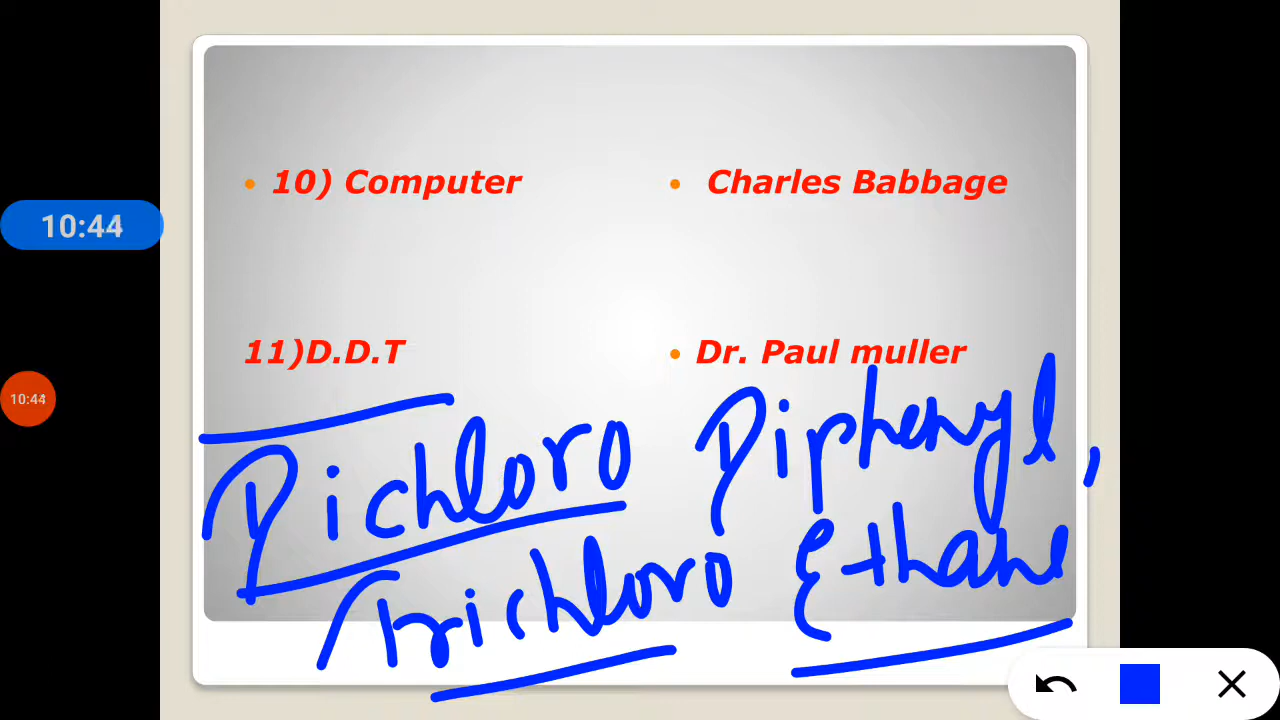 10) Computer
Charles Babbage
10:44
11)D.D.T
Dr. Paul muller
10:44
Dichloro Diphenyl,
Trichloro Ethane